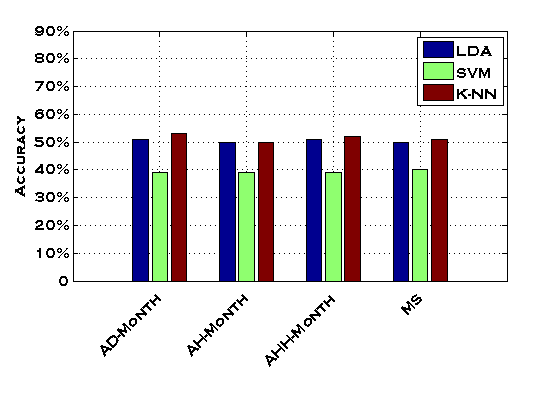 90%
80%
70%
60%
50%
40%
30%
20%
10%
0
ACCURACY
LDA
SVM
K-NN
AD-MONTH
AH-MONTH
AHH-MONTH
MS